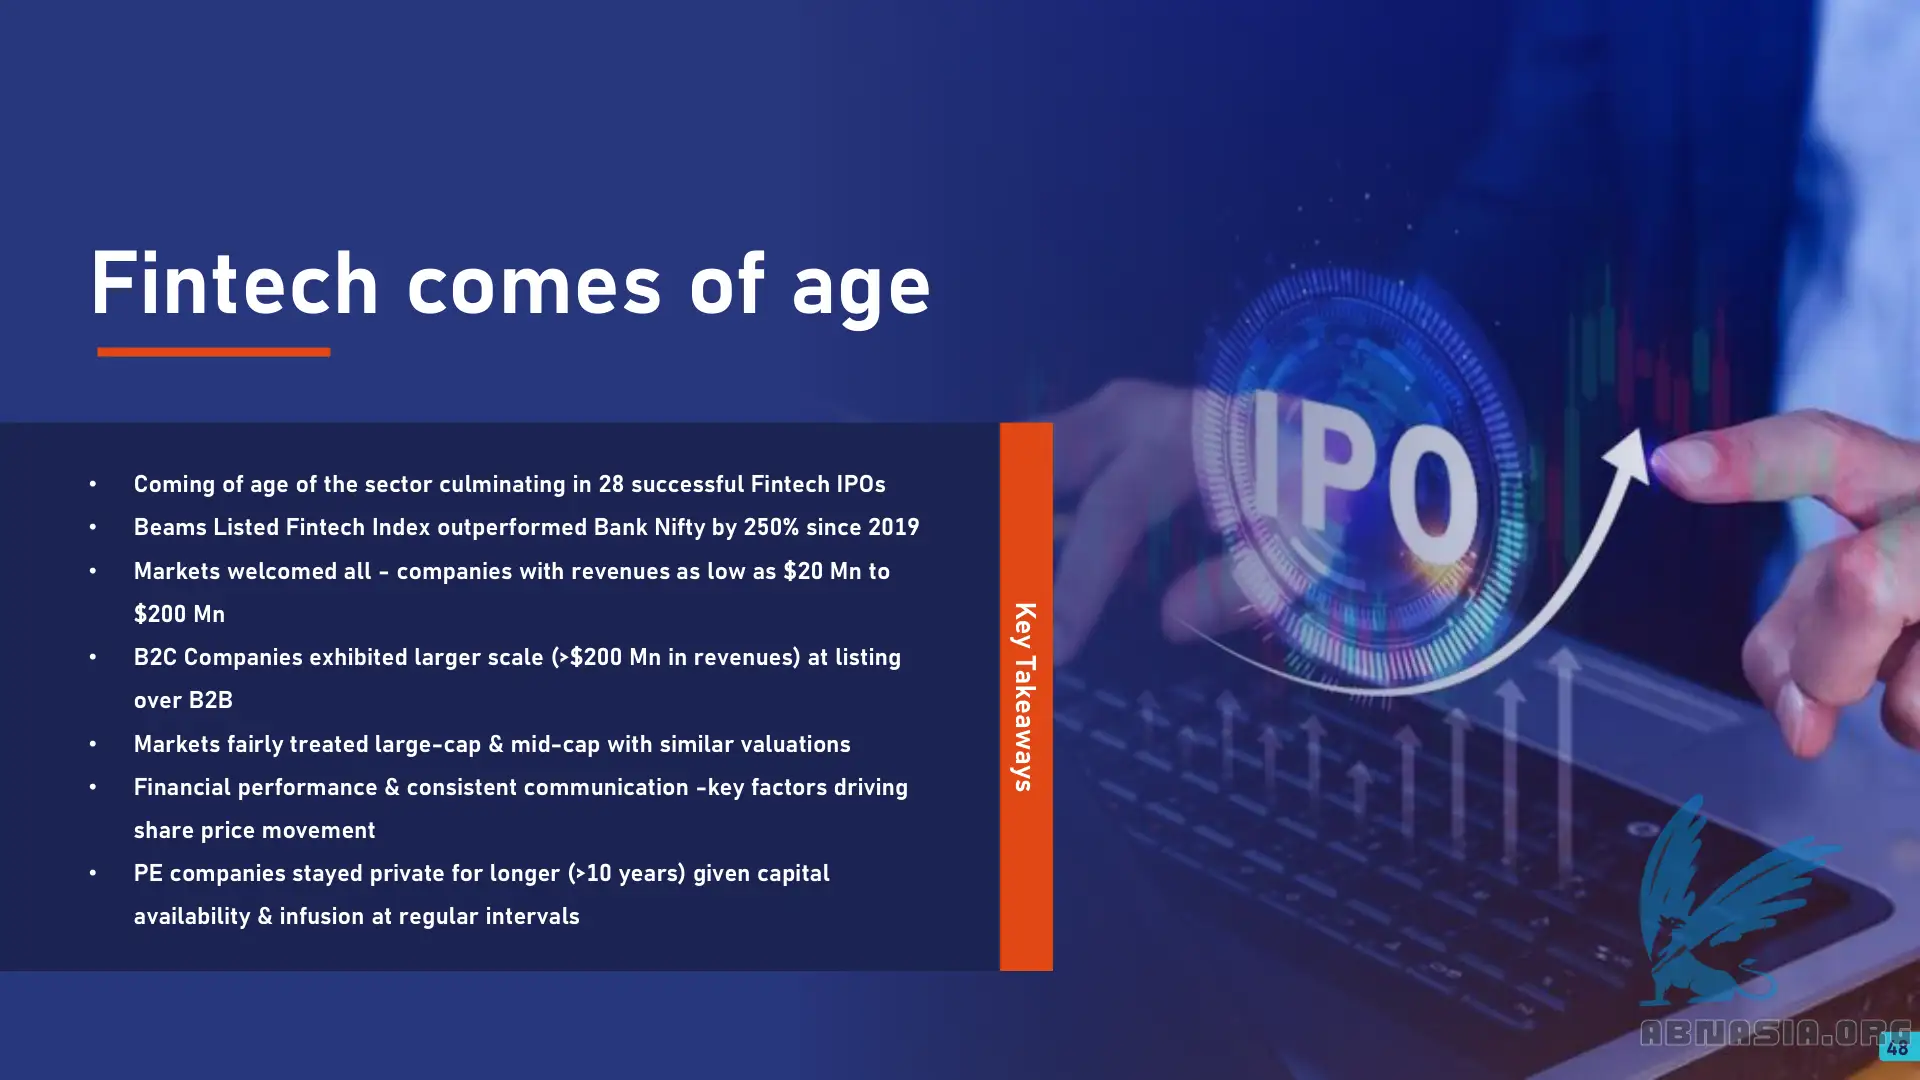 Fintech comes of age
• Coming of age of the sector culminating in 28 successful Fintech IPOs
• Beams Listed Fintech Index outperformed Bank Nifty by 250% since 2019
• Markets welcomed all - companies with revenues as low as $20 Mn to
$200 Mn
• B2C Companies exhibited larger scale (>$200 Mn in revenues) at listing
over B2B
• Markets fairly treated large-cap & mid-cap with similar valuations
• Financial performance & consistent communication -key factors driving
share price movement
• PE companies stayed private for longer (>10 years) given capital
availability & infusion at regular intervals
Key Takeaways
IPO
ABNASIA.ORG
48